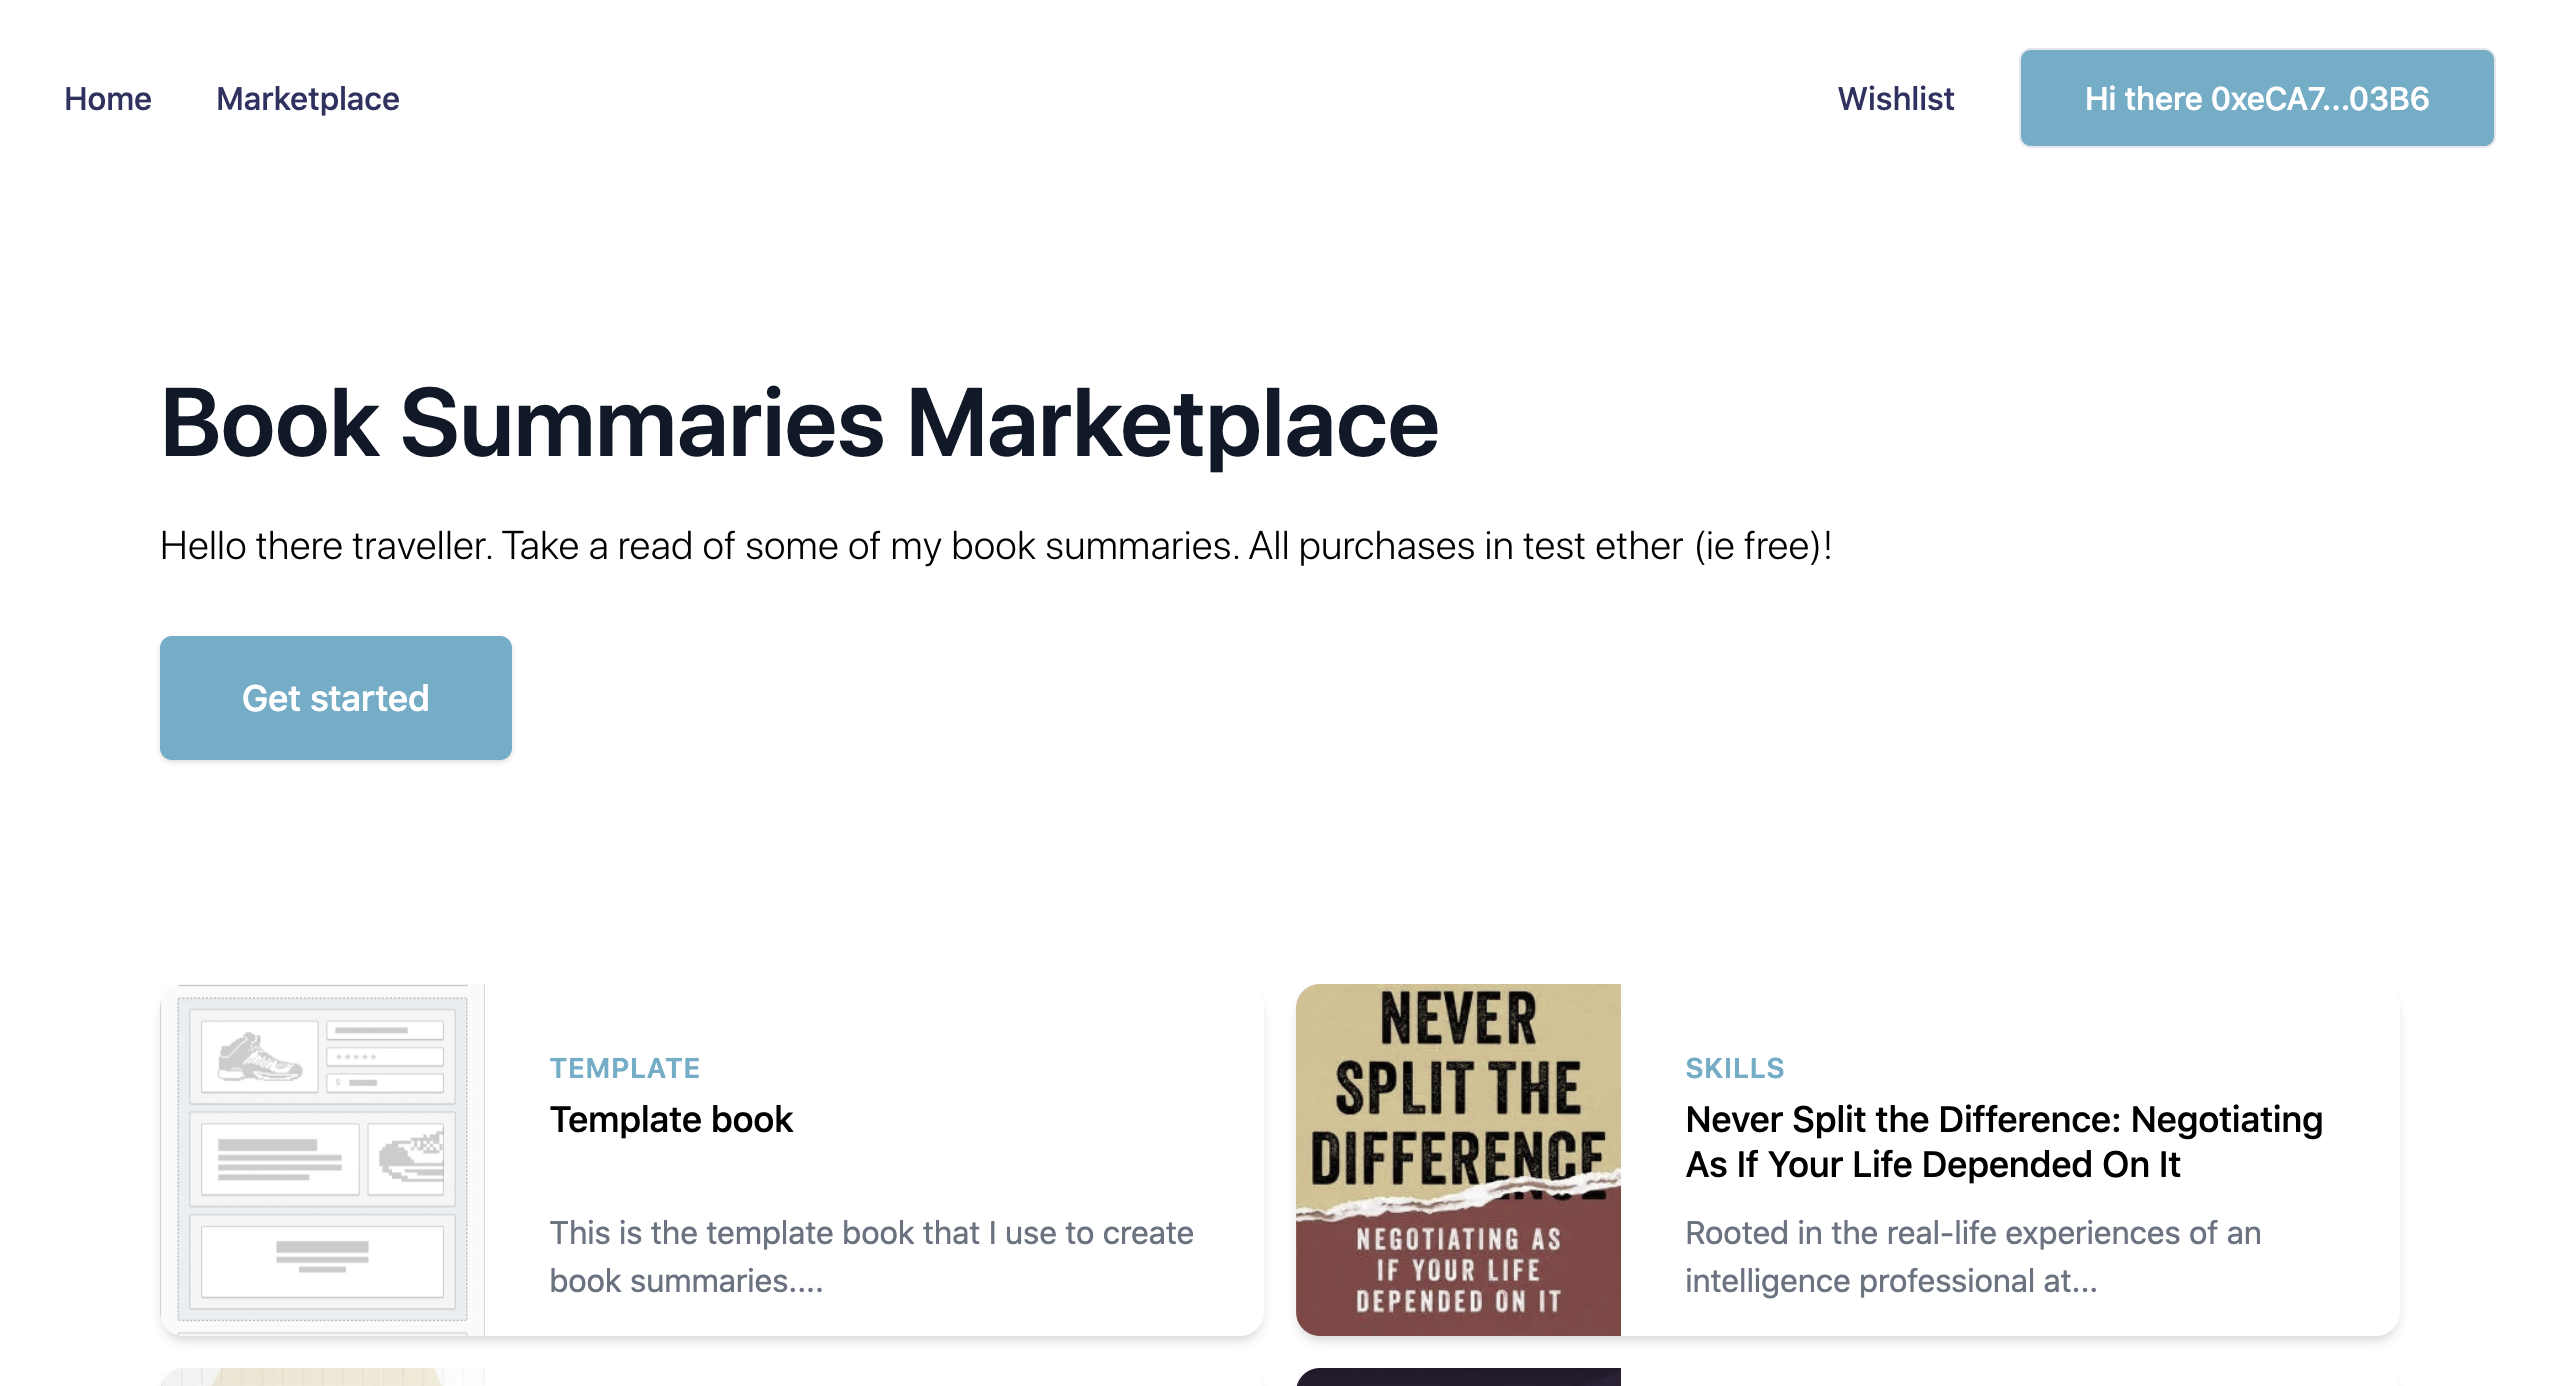 Home
Marketplace
Wishlist
Hi there 0xeCA7...03B6
Book Summaries Marketplace
Hello there traveller. Take a read of some of my book summaries. All purchases in test ether (ie free)!
Get started
TEMPLATE
Template book
This is the template book that I use to create
book summaries....
NEVER
SPLIT THE
DIFFERENCE
NEGOTIATING AS
IF YOUR LIFE
DEPENDED ON IT
SKILLS
Never Split the Difference: Negotiating
As If Your Life Depended On It
Rooted in the real-life experiences of an
intelligence professional at...